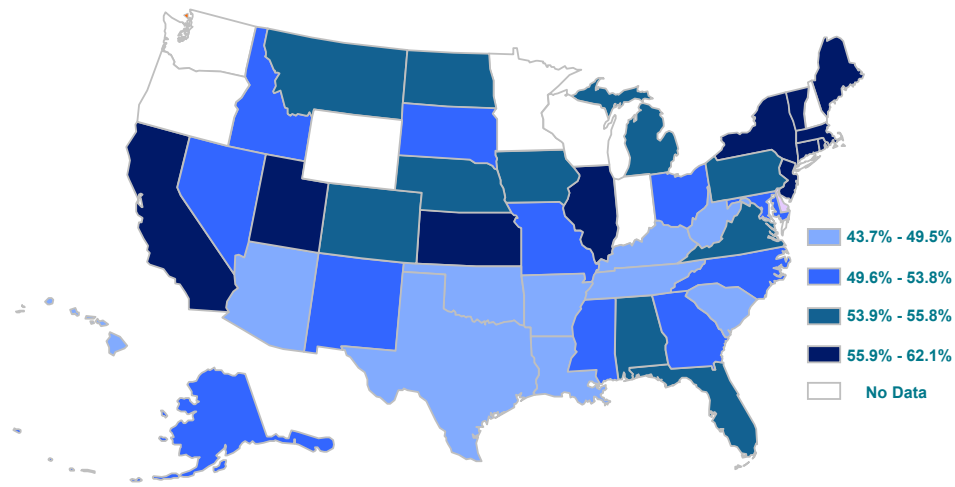 43.7% - 49.5%
49.6% - 53.8%
53.9% - 55.8%
55.9% - 62.1%
No Data